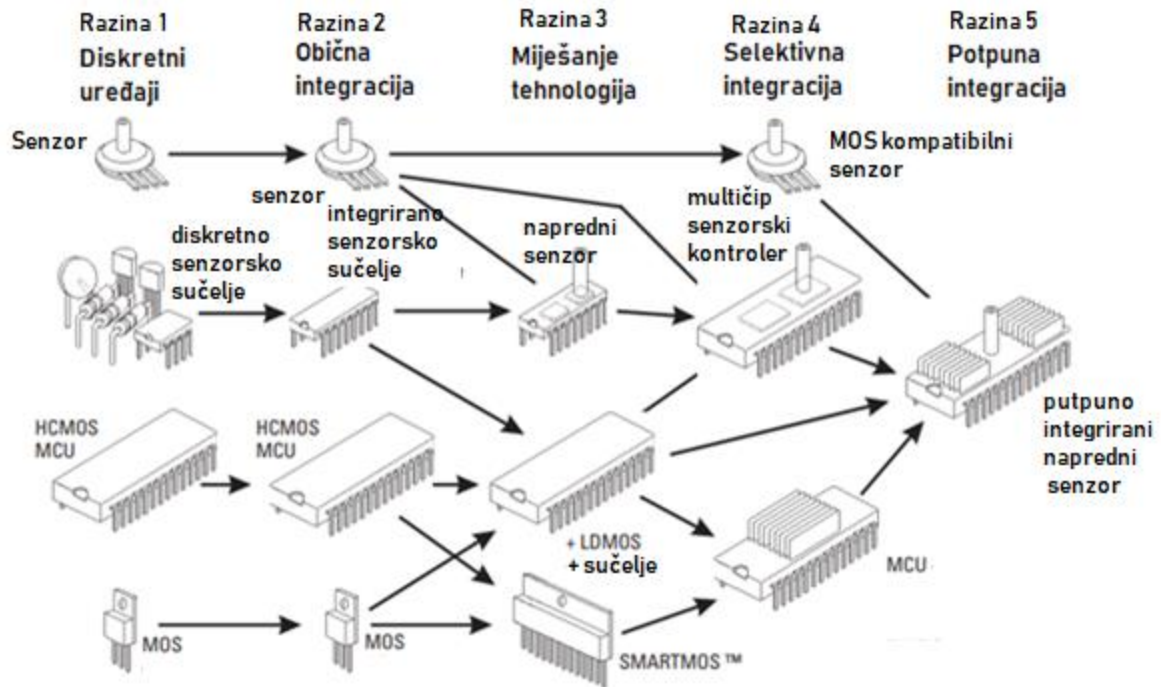 Razina 1
Diskretni
uređaji
Razina 2
Obična
integracija
Razina 3
Miješanje
tehnologija
Razina 4
Selektivna
integracija
Razina 5
Potpuna
integracija
Senzor
senzor
MOS kompatibilni
senzor
diskretno
senzorsko
sučelje
integrirano
senzorsko
sučelje
napredni
senzor
multičip
senzorski
kontroler
HCMOS
MCU
HCMOS
MCU
putpuno
integrirani
napredni
senzor
+ LDMOS
+ sučelje
MCU
MOS
MOS
SMARTMOS ™